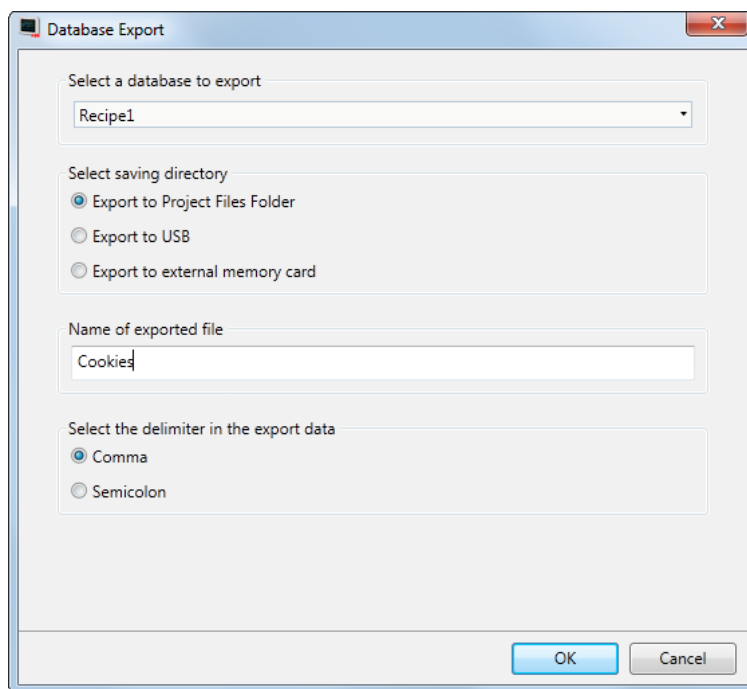 Database Export
Select a database to export
Recipe1
Select saving directory
Export to Project Files Folder
Export to USB
Export to external memory card
Name of exported file
Cookies
Select the delimiter in the export data
Comma
Semicolon
OK Cancel